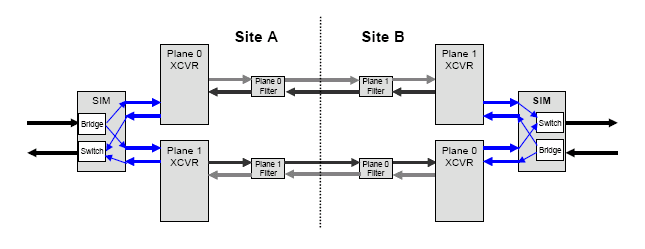 Site A
Site B
Plane 0
XCVR
Plane 1
XCVR
SIM
Bridge
Switch
Plane 0
Filter
Plane 1
Filter
SIM
Switch
Bridge
Plane 1
XCVR
Plane 1
Filter
Plane 0
Filter
Plane 0
XCVR